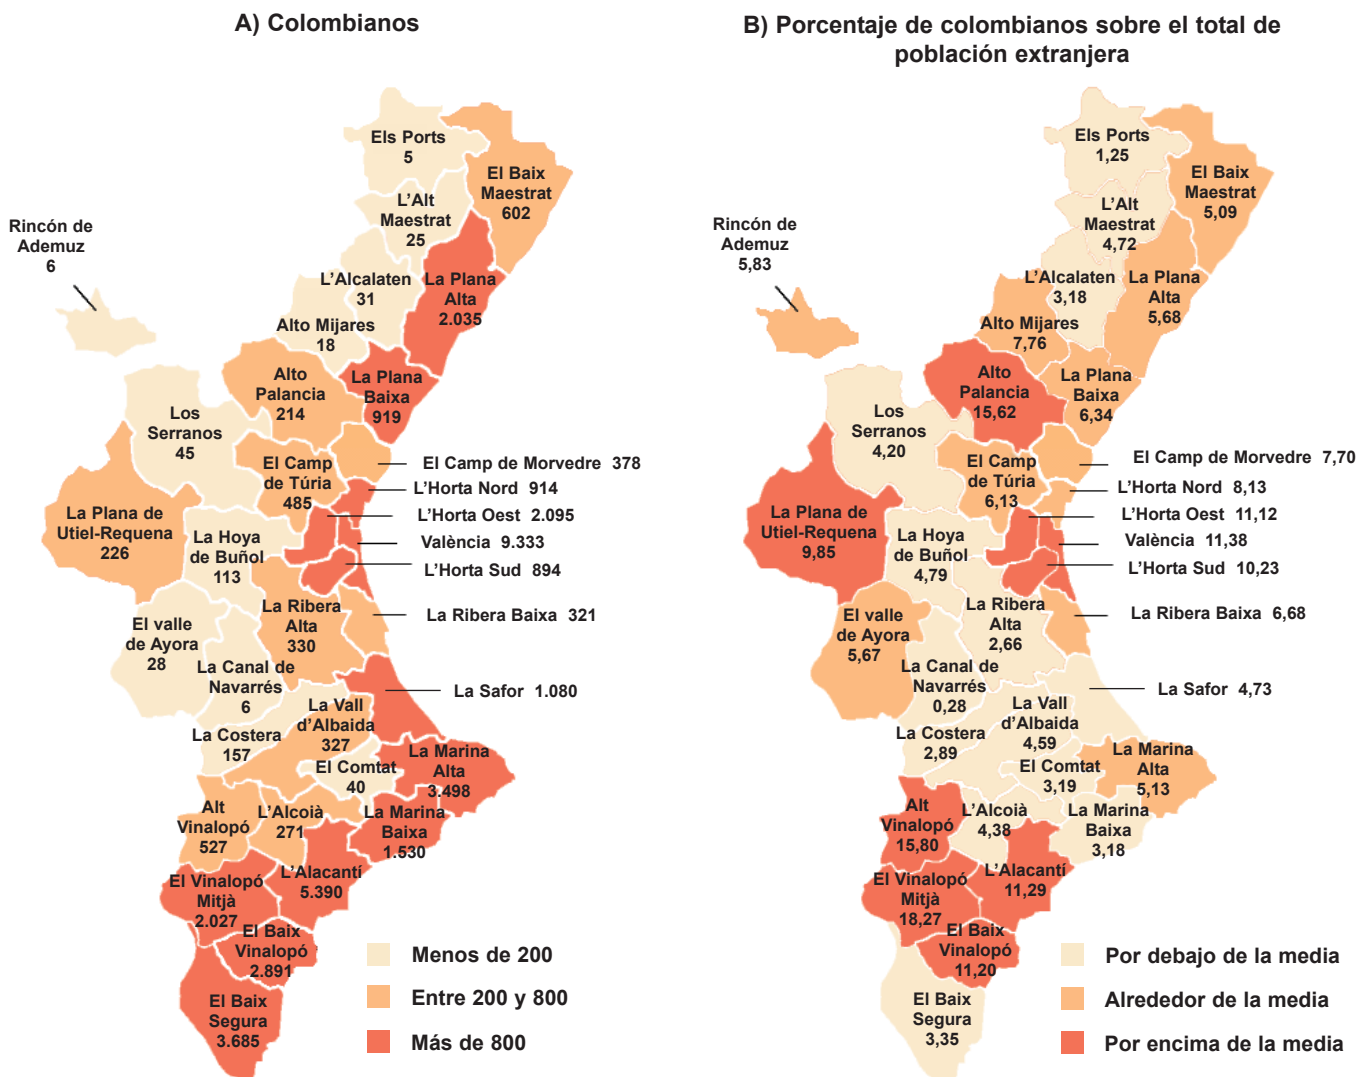 A) Colombianos
Els Ports
5
El Baix
Maestrat
602
L'Alt
Maestrat
25
Rincón de
Ademuz
6
L'Alcalaten
31
La Plana
Alta
2.035
Alto Mijares
18
Alto
Palancia
214
La Plana
Baixa
919
Los
Serranos
45
El Camp
de Túria
485
El Camp de Morvedre 378
L'Horta Nord 914
L'Horta Oest 2.095
València 9.333
L'Horta Sud 894
La Plana de
Utiel-Requena
226
La Hoya
de Buñol
113
La Ribera
Alta
330
La Ribera Baixa 321
El valle
de Ayora
28
La Canal de
Navarrés
6
La Safor 1.080
La Costera
157
La Vall
d'Albaida
327
El Comtat
40
La Marina
Alta
3.498
Alt
Vinalopó
527
L'Alcoià
271
La Marina
Baixa
1.530
El Vinalopó
Mitjà
2.027
L'Alacantí
5.390
El Baix
Vinalopó
2.891
El Baix
Segura
3.685
Menos de 200
Entre 200 y 800
Más de 800
B) Porcentaje de colombianos sobre el total de
población extranjera
Els Ports
1,25
El Baix
Maestrat
5,09
L'Alt
Maestrat
4,72
Rincón de
Ademuz
5,83
L'Alcalaten
3,18
La Plana
Alta
5,68
Alto Mijares
7,76
Alto
Palancia
15,62
La Plana
Baixa
6,34
Los
Serranos
4,20
El Camp
de Túria
6,13
El Camp de Morvedre 7,70
L'Horta Nord 8,13
L'Horta Oest 11,12
València 11,38
L'Horta Sud 10,23
La Plana de
Utiel-Requena
9,85
La Hoya
de Buñol
4,79
La Ribera
Alta
2,66
La Ribera Baixa 6,68
El valle
de Ayora
5,67
La Canal de
Navarrés
0,28
La Safor 4,73
La Costera
2,89
La Vall
d'Albaida
4,59
El Comtat
3,19
La Marina
Alta
5,13
Alt
Vinalopó
15,80
L'Alcoià
4,38
La Marina
Baixa
3,18
El Vinalopó
Mitjà
18,27
L'Alacantí
11,29
El Baix
Vinalopó
11,20
El Baix
Segura
3,35
Por debajo de la media
Alrededor de la media
Por encima de la media